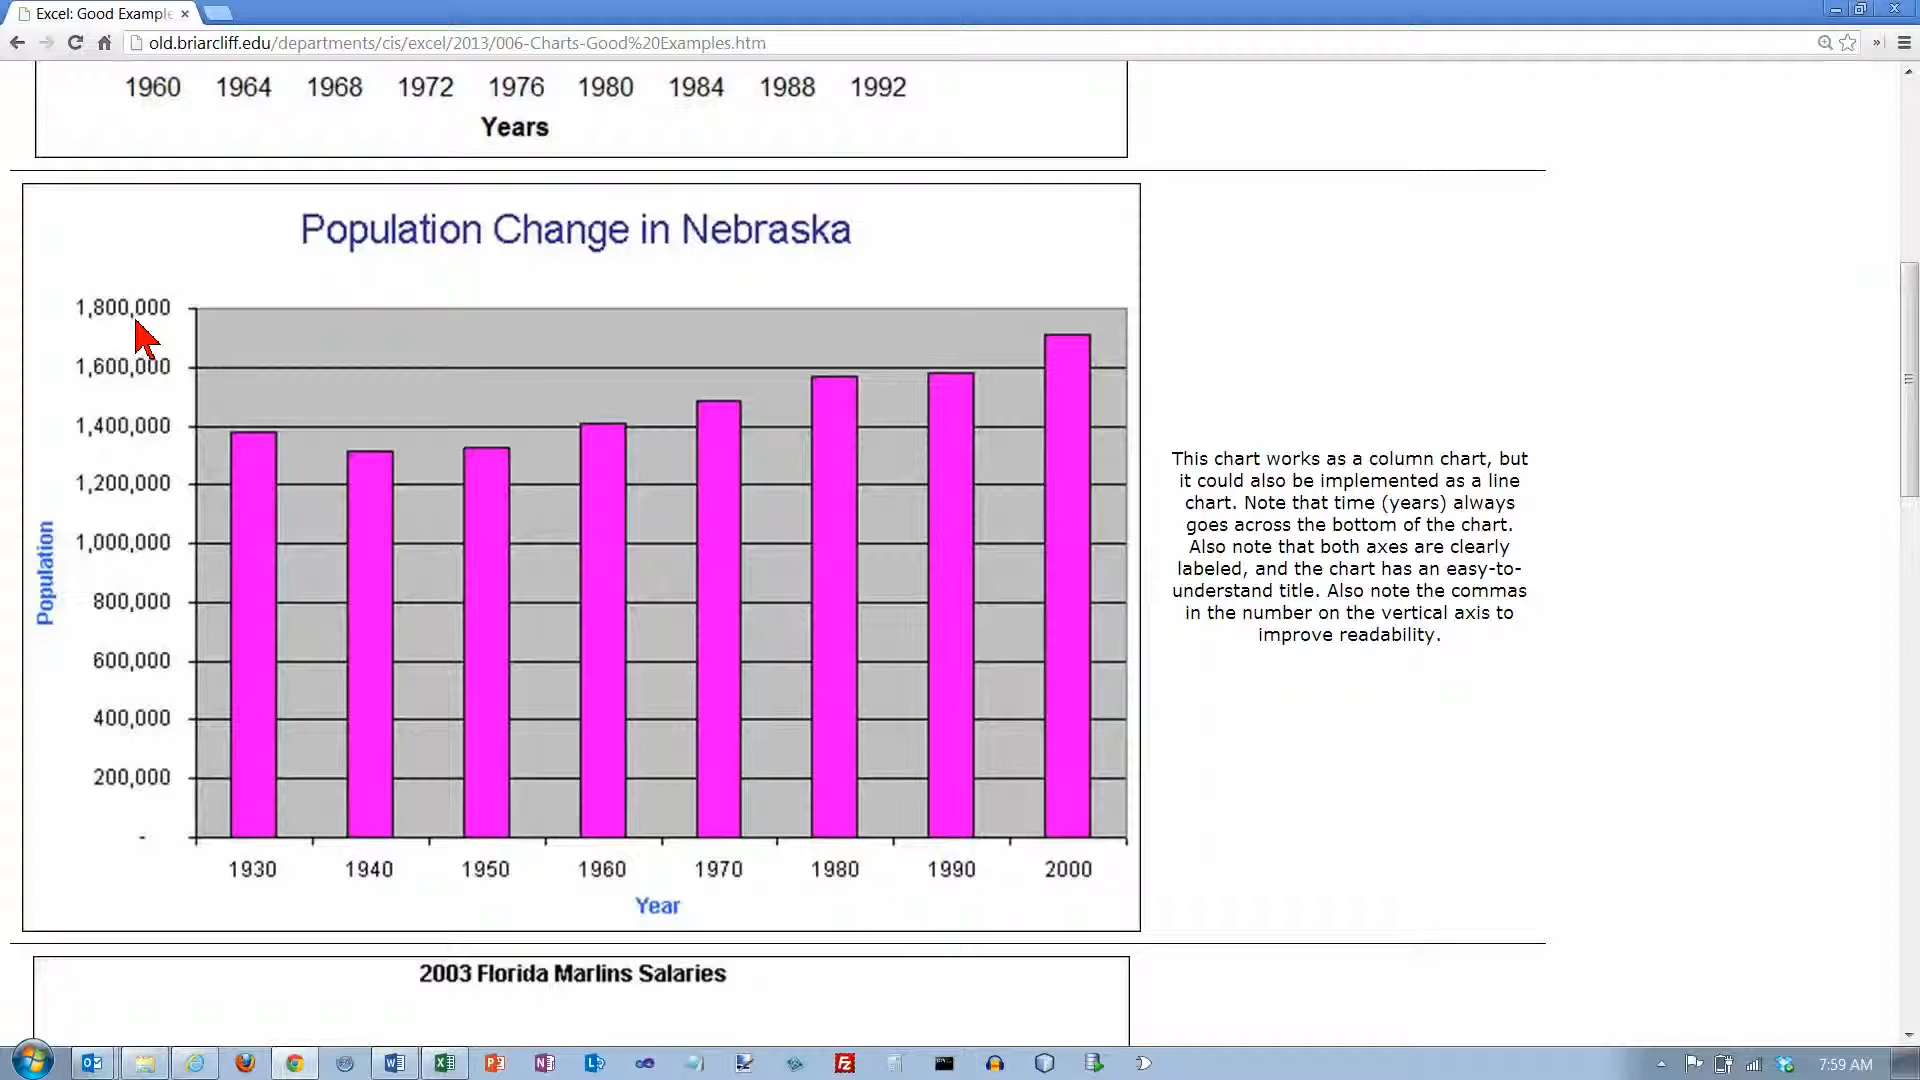 Excel: Good Example
old.briarcliff.edu/departments/cis/excel/2013/006-Charts-Good%20Examples.htm
1960 1964 1968 1972 1976 1980 1984 1988 1992
Years
Population Change in Nebraska
1,800,000
1,600,000
1,400,000
1,200,000
1,000,000
800,000
600,000
400,000
200,000
-
Population
1930 1940 1950 1960 1970 1980 1990 2000
Year
This chart works as a column chart, but
it could also be implemented as a line
chart. Note that time (years) always
goes across the bottom of the chart.
Also note that both axes are clearly
labeled, and the chart has an easy-to-
understand title. Also note the commas
in the number on the vertical axis to
improve readability.
2003 Florida Marlins Salaries
7:59 AM